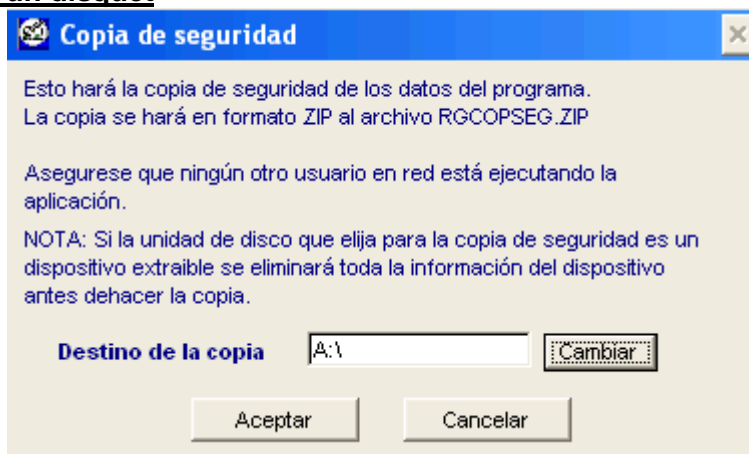 un disquet
Copia de seguridad
Esto hará la copia de seguridad de los datos del programa.
La copia se hará en formato ZIP al archivo RGCOPSEG.ZIP
Asegurese que ningún otro usuario en red está ejecutando la
aplicación.
NOTA: Si la unidad de disco que elija para la copia de seguridad es un
dispositivo extraible se eliminará toda la información del dispositivo
antes dehacer la copia.
Destino de la copia A:\ Cambiar
Aceptar Cancelar